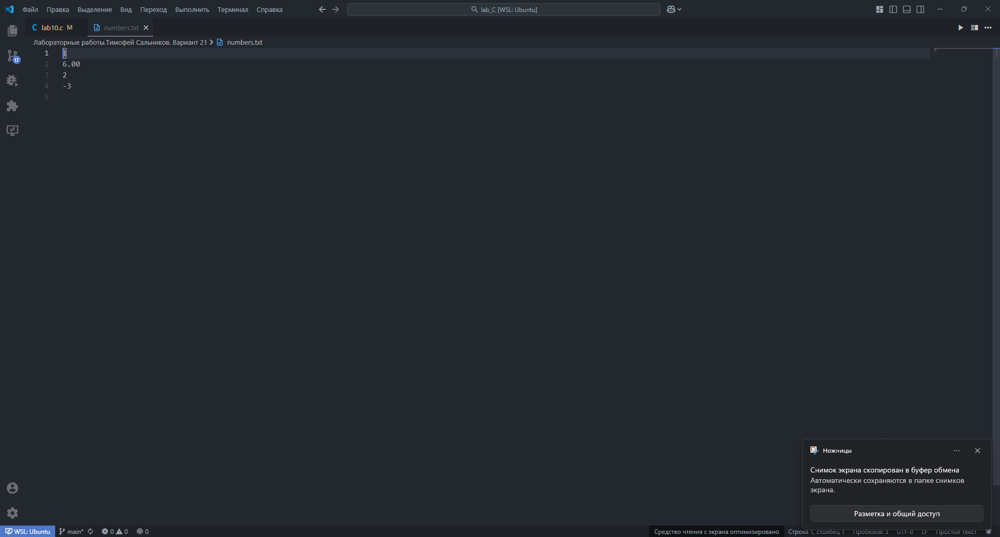 Файл Правка Выделение Вид Переход Выполнить Терминал Справка lab_C [WSL: Ubuntu]
lab10.c M numbers.txt
Лабораторные работы.Тимофей Сальников. Вариант 21 numbers.txt
1 1
2 6.00
3 2
4 -3
5
17
Ножницы
Снимок экрана скопирован в буфер обмена
Автоматически сохраняются в папке снимков
экрана.
Разметка и общий доступ
WSL: Ubuntu main* 0 0 0 Средство чтения с экрана оптимизировано Строка 1, столбец 1 Пробелов: 3 UTF-8 LF Простой текст